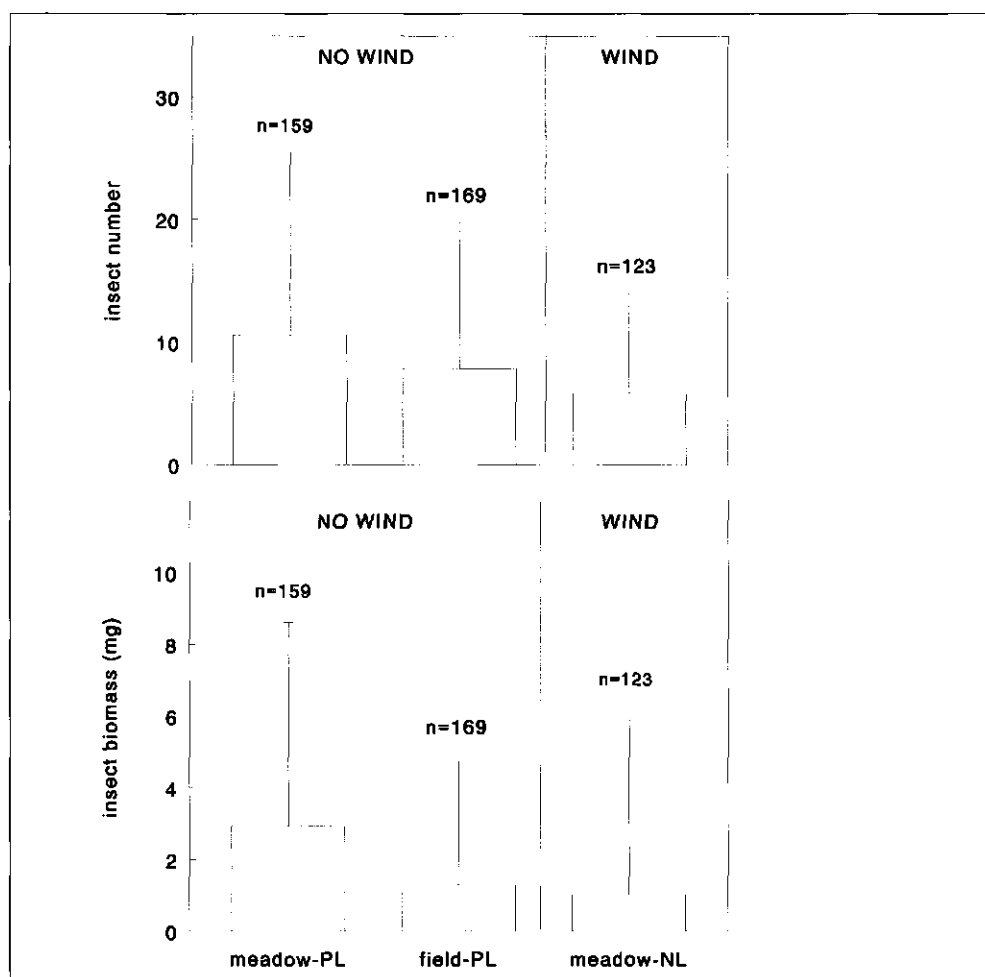 NO WIND WIND
30
n=159
n=169
20
n=123
insect number
10
0
NO WIND WIND
10
n=159
8
n=123
insect biomass (mg)
6
n=169
4
2
0
meadow-PL field-PL meadow-NL